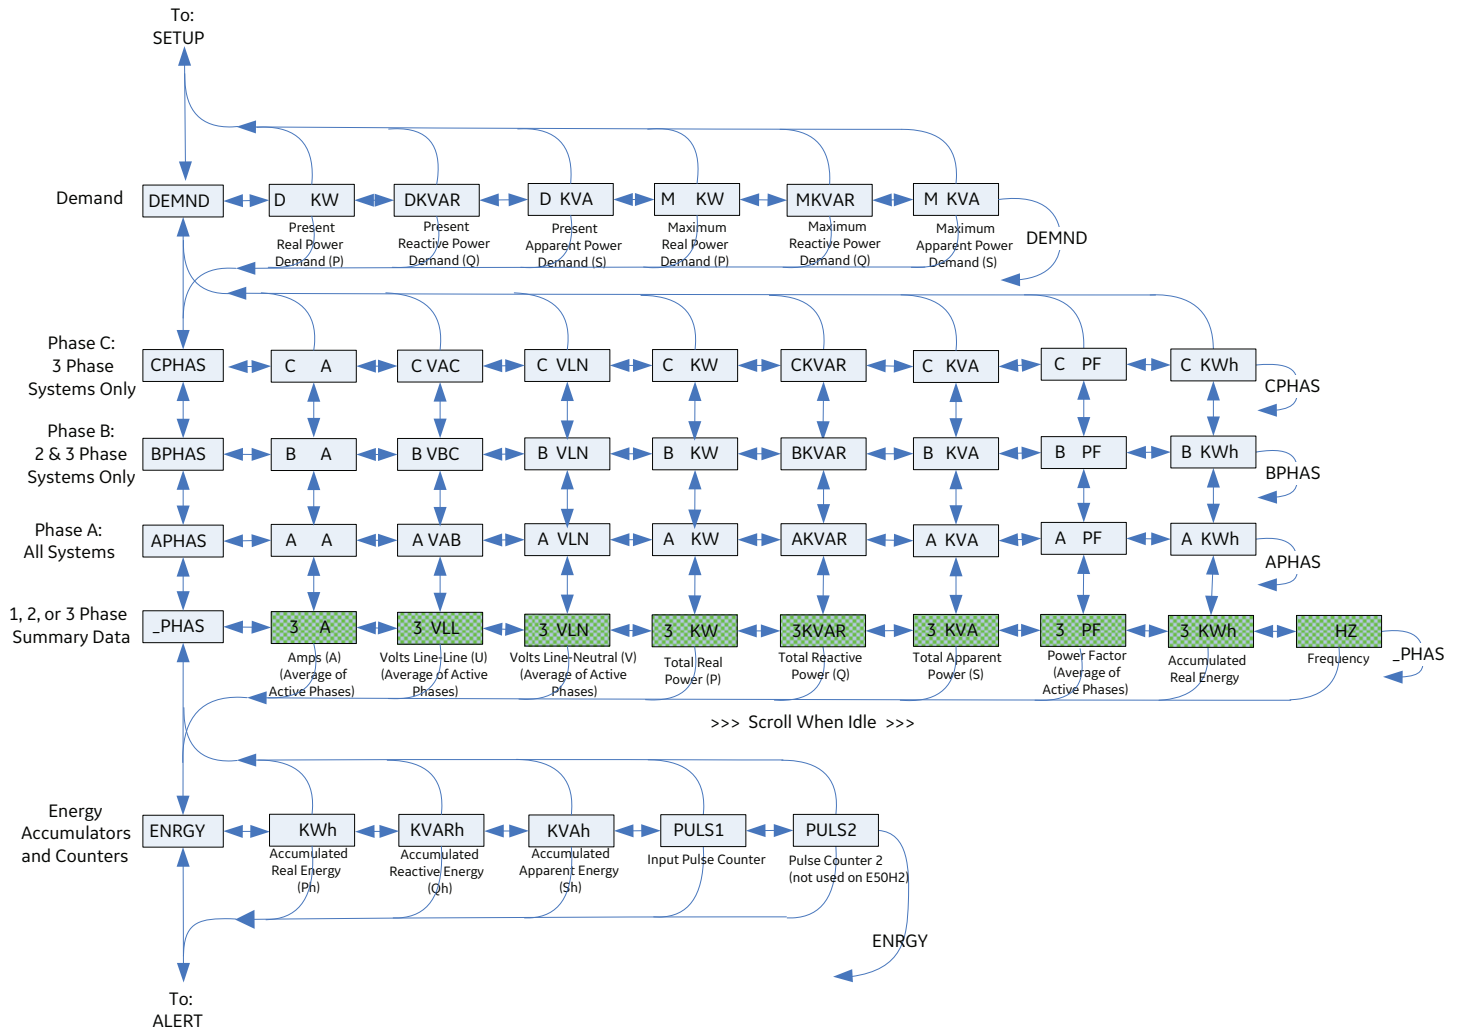 To:
SETUP
Demand
DEMND
D KW
DKVAR
D KVA
M KW
MKVAR
M KVA
Present
Real Power
Demand (P)
Present
Reactive Power
Demand (Q)
Present
Apparent Power
Demand (S)
Maximum
Real Power
Demand (P)
Maximum
Reactive Power
Demand (Q)
Maximum
Apparent Power
Demand (S)
DEMND
Phase C:
3 Phase
Systems Only
CPHAS
C A
C VAC
C VLN
C KW
CKVAR
C KVA
C PF
C KWh
CPHAS
Phase B:
2 & 3 Phase
Systems Only
BPHAS
B A
B VBC
B VLN
B KW
BKVAR
B KVA
B PF
B KWh
BPHAS
Phase A:
All Systems
APHAS
A A
A VAB
A VLN
A KW
AKVAR
A KVA
A PF
A KWh
APHAS
1, 2, or 3 Phase
Summary Data
_PHAS
3 A
3 VLL
3 VLN
3 KW
3KVAR
3 KVA
3 PF
3 KWh
HZ
_PHAS
Amps (A)
(Average of
Active Phases)
Volts Line-Line (U)
(Average of Active
Phases)
Volts Line-Neutral (V)
(Average of Active
Phases)
Total Real
Power (P)
Total Reactive
Power (Q)
Total Apparent
Power (S)
Power Factor
(Average of
Active Phases)
Accumulated
Real Energy
Frequency
>>> Scroll When Idle >>>
Energy
Accumulators
and Counters
ENRGY
KWh
KVARh
KVAh
PULS1
PULS2
Accumulated
Real Energy
(Ph)
Accumulated
Reactive Energy
(Qh)
Accumulated
Apparent Energy
(Sh)
Input Pulse Counter
Pulse Counter 2
(not used on E50H2)
ENRGY
To:
ALERT